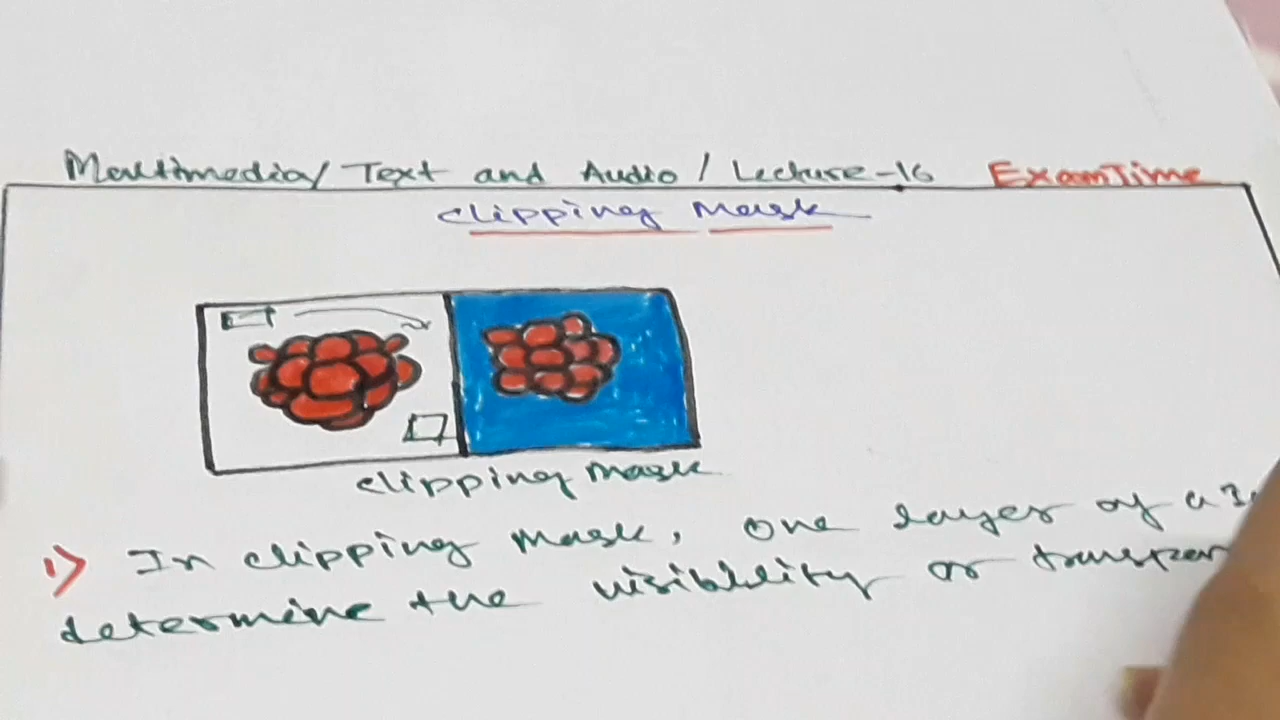 Multimedia/ Text and Audio / Lecture-16 ExamTime
Clipping Mask
Clipping Mask
1) In clipping mask, one layer of a
determine the visibility or transpar